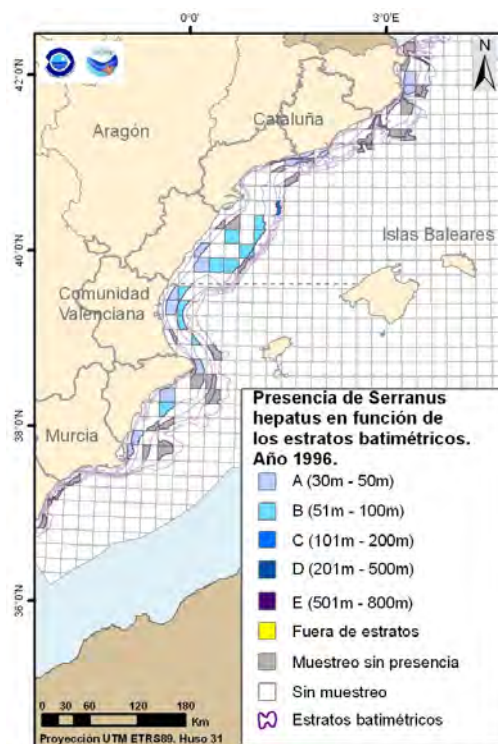 0°0' 3°0'E
N
42°0'N
Cataluña
Aragón
40°0'N
Islas Baleares
Comunidad
Valenciana
38°0'N
Murcia
36°0'N
Presencia de Serranus
hepatus en función de
los estratos batimétricos.
Año 1996.
A (30m - 50m)
B (51m - 100m)
C (101m - 200m)
D (201m - 500m)
E (501m - 800m)
Fuera de estratos
Muestreo sin presencia
Sin muestreo
Estratos batimétricos
0 30 60 120 180
Km
Proyección UTM ETRS89. Huso 31